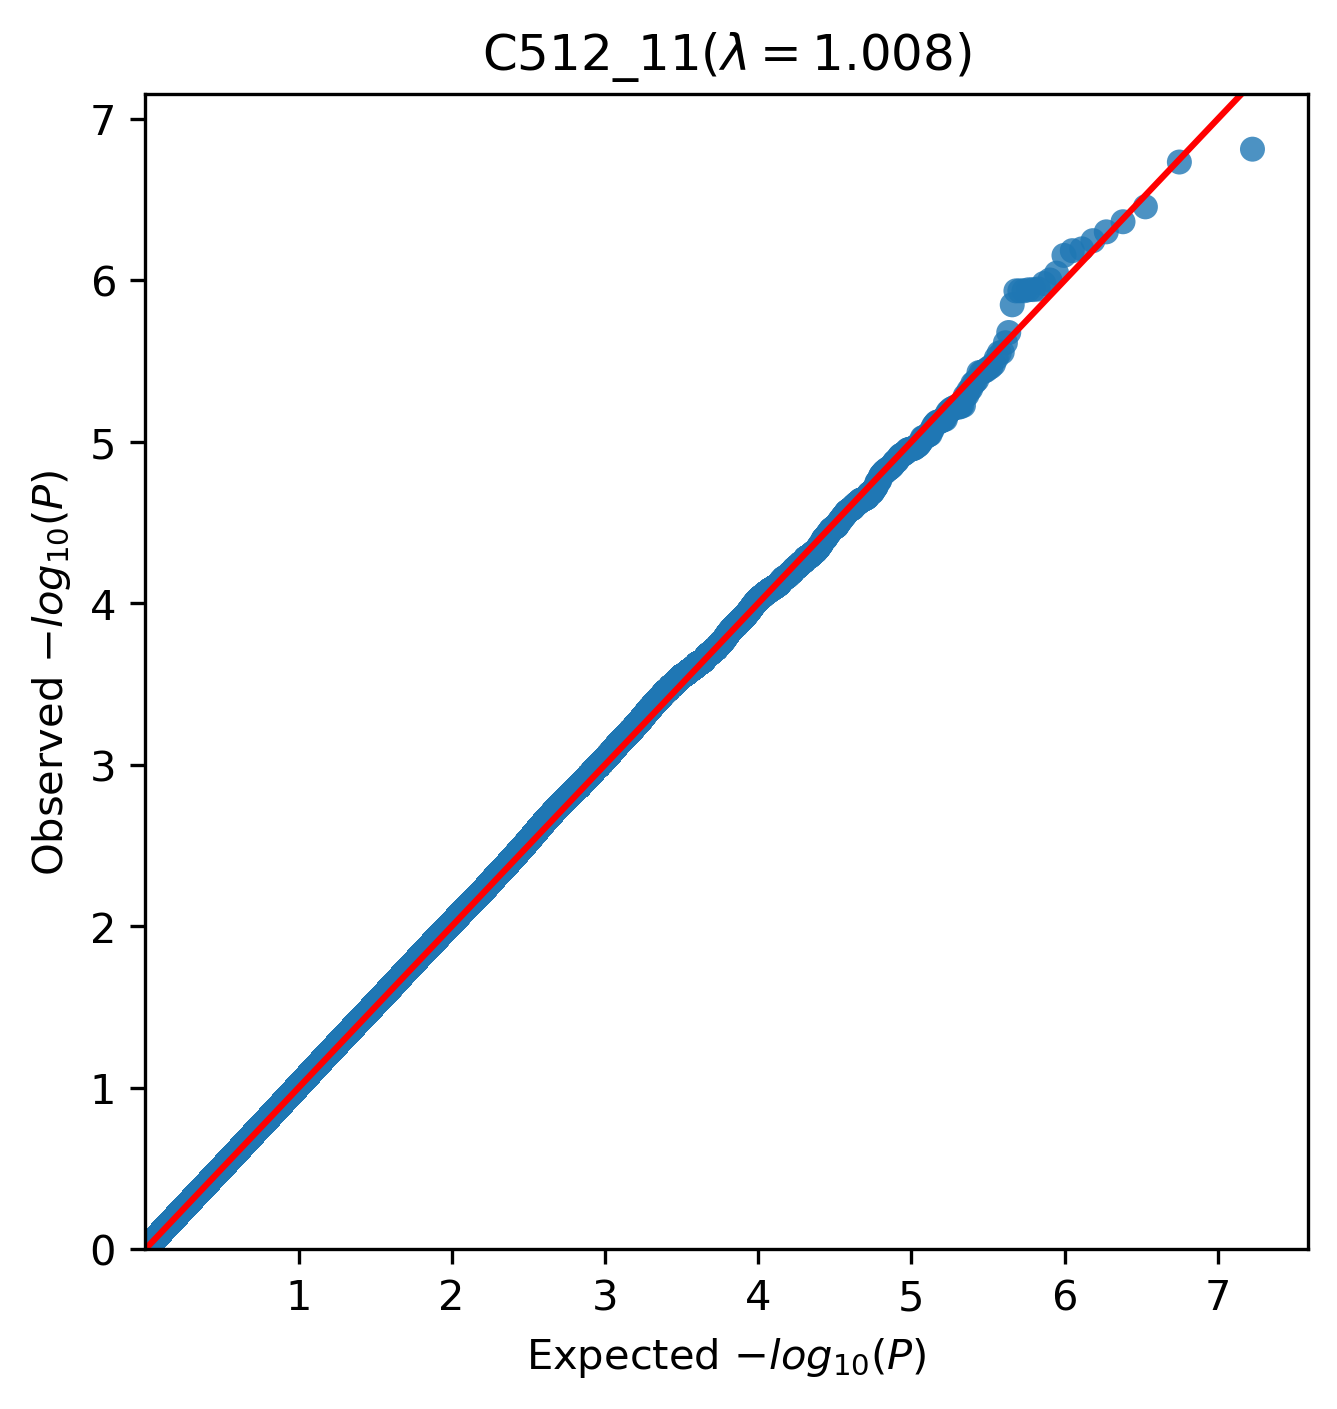 C512_11(λ = 1.008)
7
6
5
4
3
2
1
0
Observed −log₁₀(P)
1 2 3 4 5 6 7
Expected −log₁₀(P)